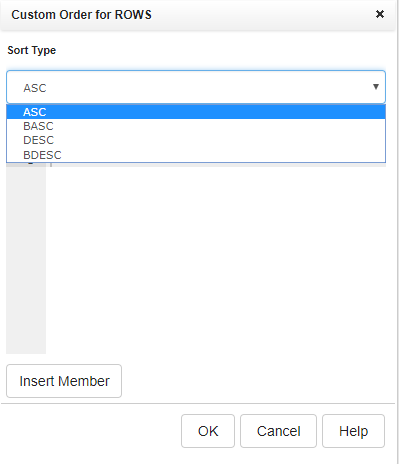 Custom Order for ROWS ×
Sort Type
ASC
ASC
BASC
DESC
BDESC
Insert Member
OK Cancel Help